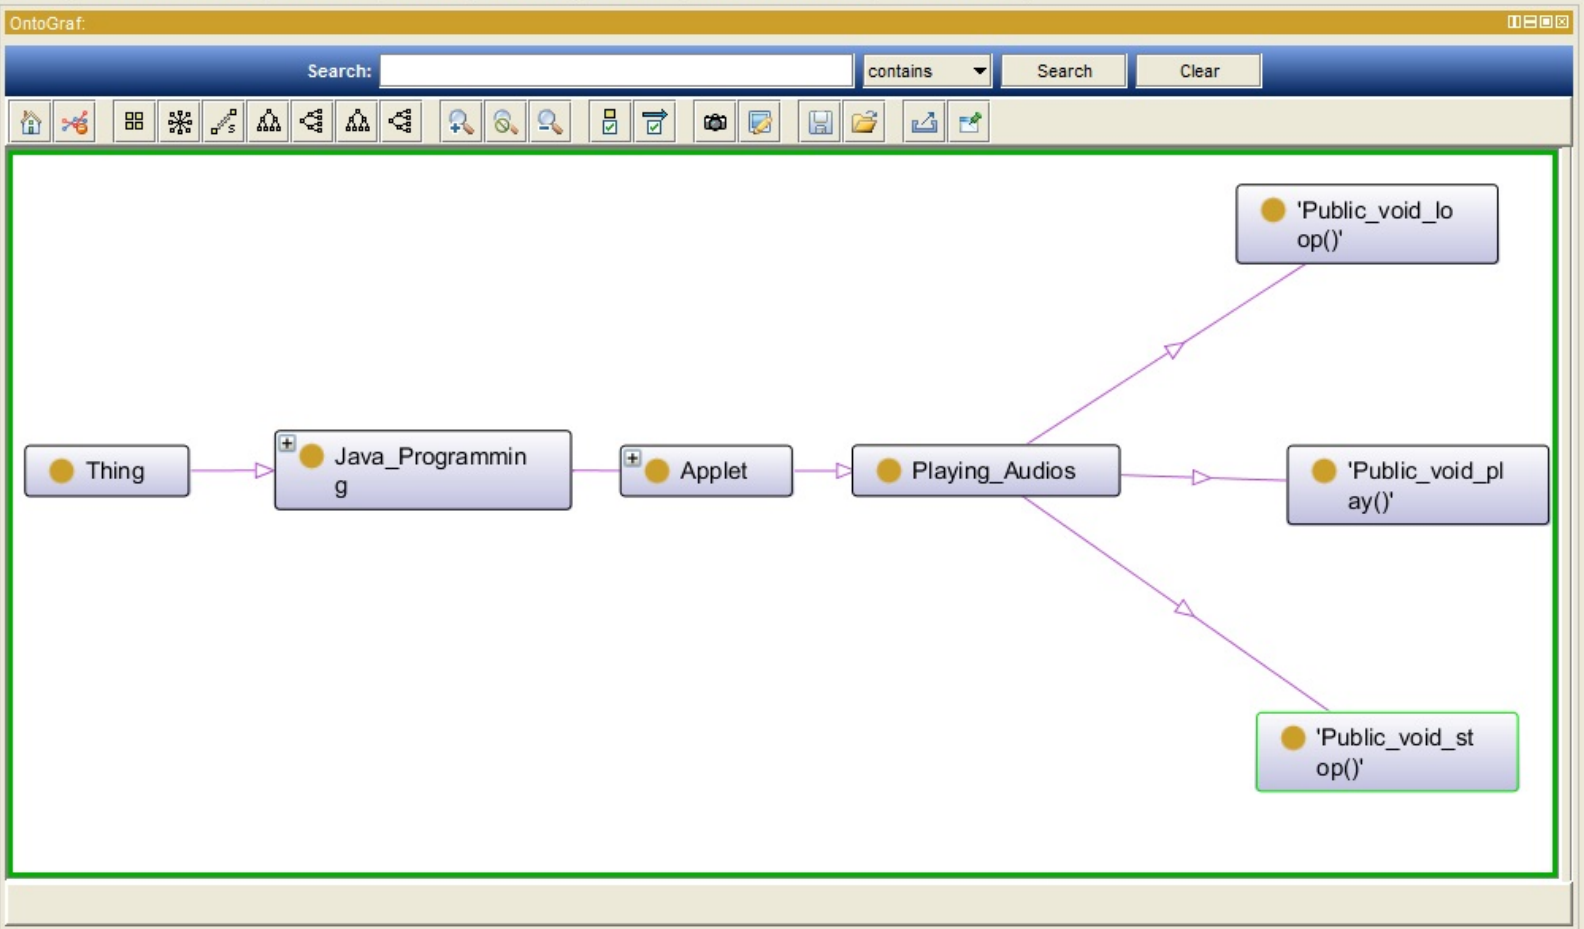 OntoGraf:
Search:
contains
Search
Clear
'Public_void_lo
op()'
Thing
Java_Programmin
g
Applet
Playing_Audios
'Public_void_pl
ay()'
'Public_void_st
op()'